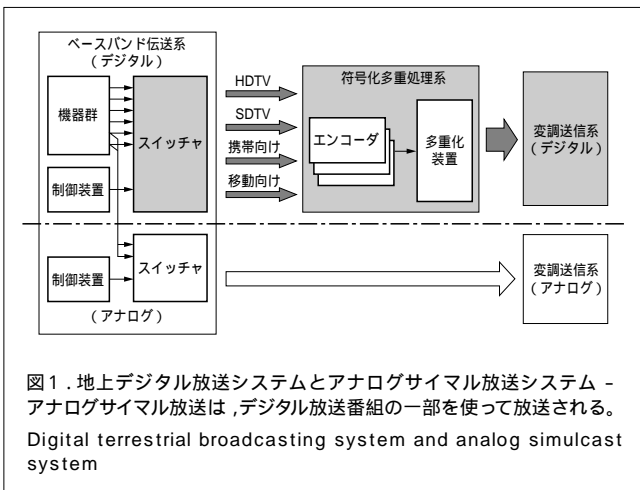 ベースバンド伝送系
(デジタル)
機器群
スイッチャ
制御装置
HDTV
SDTV
携帯向け
移動向け
符号化多重処理系
エンコーダ
多重化
装置
変調送信系
(デジタル)
制御装置
スイッチャ
(アナログ)
変調送信系
(アナログ)
図1.地上デジタル放送システムとアナログサイマル放送システム -
アナログサイマル放送は,デジタル放送番組の一部を使って放送される。
Digital terrestrial broadcasting system and analog simulcast
system